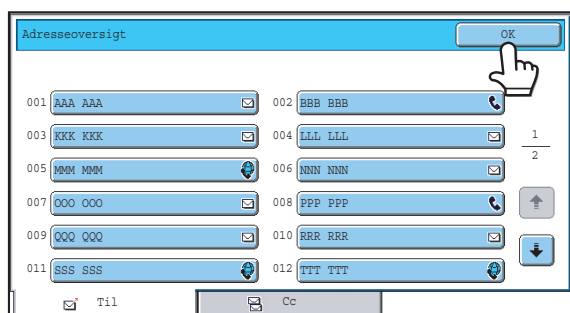 Adresseoversigt OK
001 AAA AAA 002 BBB BBB
003 KKK KKK 004 LLL LLL 1
005 MMM MMM 006 NNN NNN 2
007 OOO OOO 008 PPP PPP
009 QQQ QQQ 010 RRR RRR
011 SSS SSS 012 TTT TTT
Til Cc